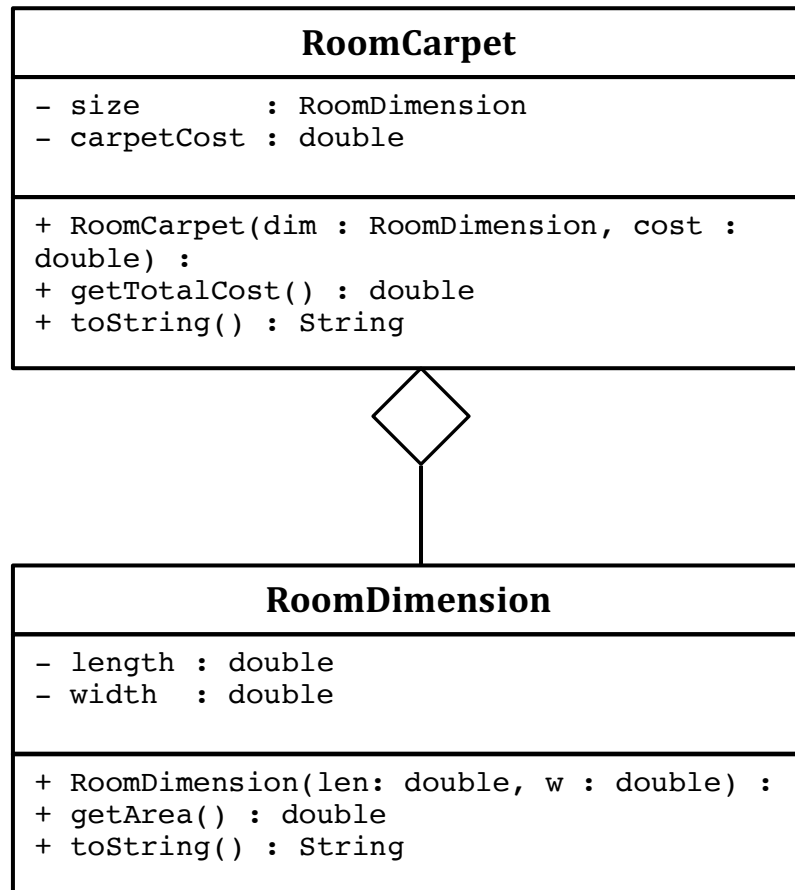 RoomCarpet
- size        : RoomDimension
- carpetCost : double
+ RoomCarpet(dim : RoomDimension, cost :
double) :
+ getTotalCost() : double
+ toString() : String
RoomDimension
- length : double
- width  : double
+ RoomDimension(len: double, w : double) :
+ getArea() : double
+ toString() : String